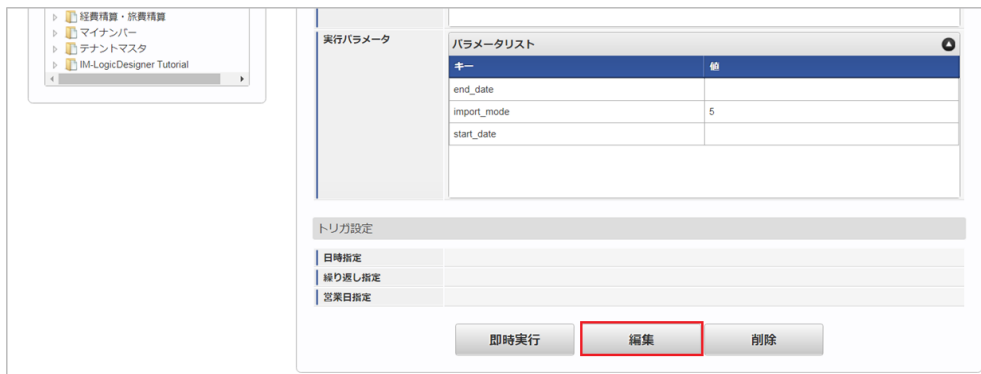 経費精算・旅費精算
マイナンバー
テナントマスタ
IM-LogicDesigner Tutorial
実行パラメータ
パラメータリスト
キー 値
end_date
import_mode 5
start_date
トリガ設定
日時指定
繰り返し指定
営業日指定
即時実行 編集 削除